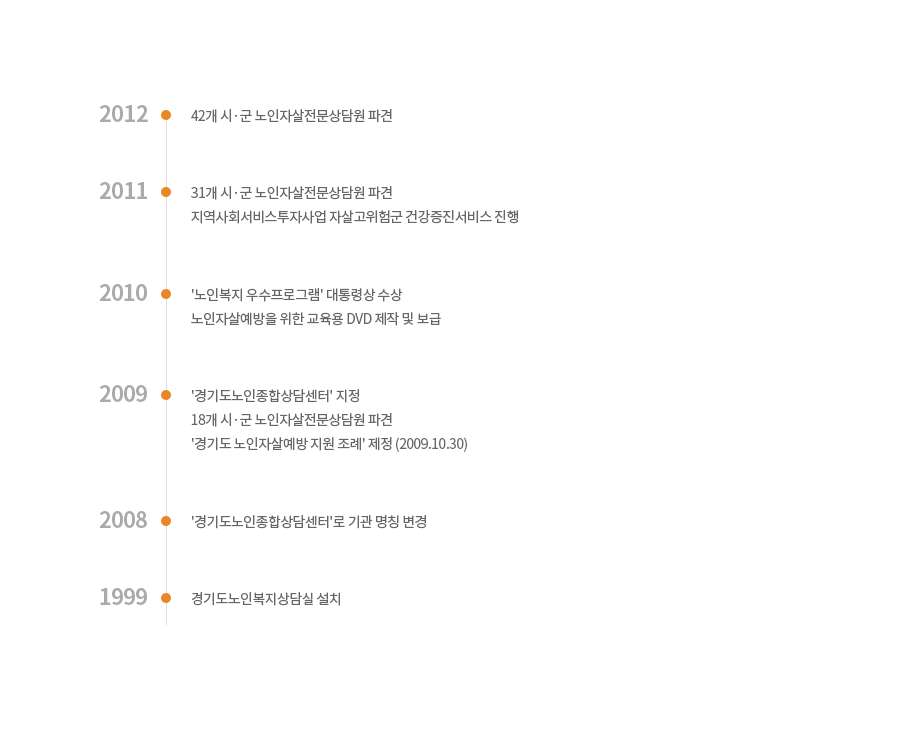 2012
42개 시·군 노인자살전문상담원 파견
2011
31개 시·군 노인자살전문상담원 파견
지역사회서비스투자사업 자살고위험군 건강증진서비스 진행
2010
'노인복지 우수프로그램' 대통령상 수상
노인자살예방을 위한 교육용 DVD 제작 및 보급
2009
'경기도노인종합상담센터' 지정
18개 시·군 노인자살전문상담원 파견
'경기도 노인자살예방 지원 조례' 제정 (2009.10.30)
2008
'경기도노인종합상담센터'로 기관 명칭 변경
1999
경기도노인복지상담실 설치